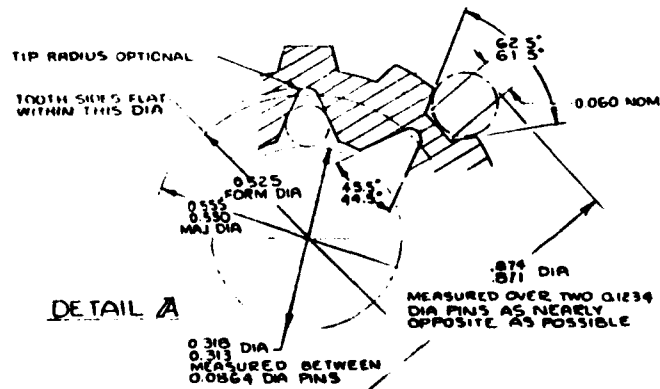 TIP RADIUS OPTIONAL
TOOTH SIDES FLAT
WITHIN THIS DIA
62.5°
61.5°
0.060 NOM
0.525
FORM DIA
0.555
0.550
MAJ DIA
45.5°
44.5°
.874 DIA
.871
MEASURED OVER TWO 0.1234
DIA PINS AS NEARLY
OPPOSITE AS POSSIBLE
DETAIL A
0.318 DIA
0.313
MEASURED BETWEEN
0.0864 DIA PINS